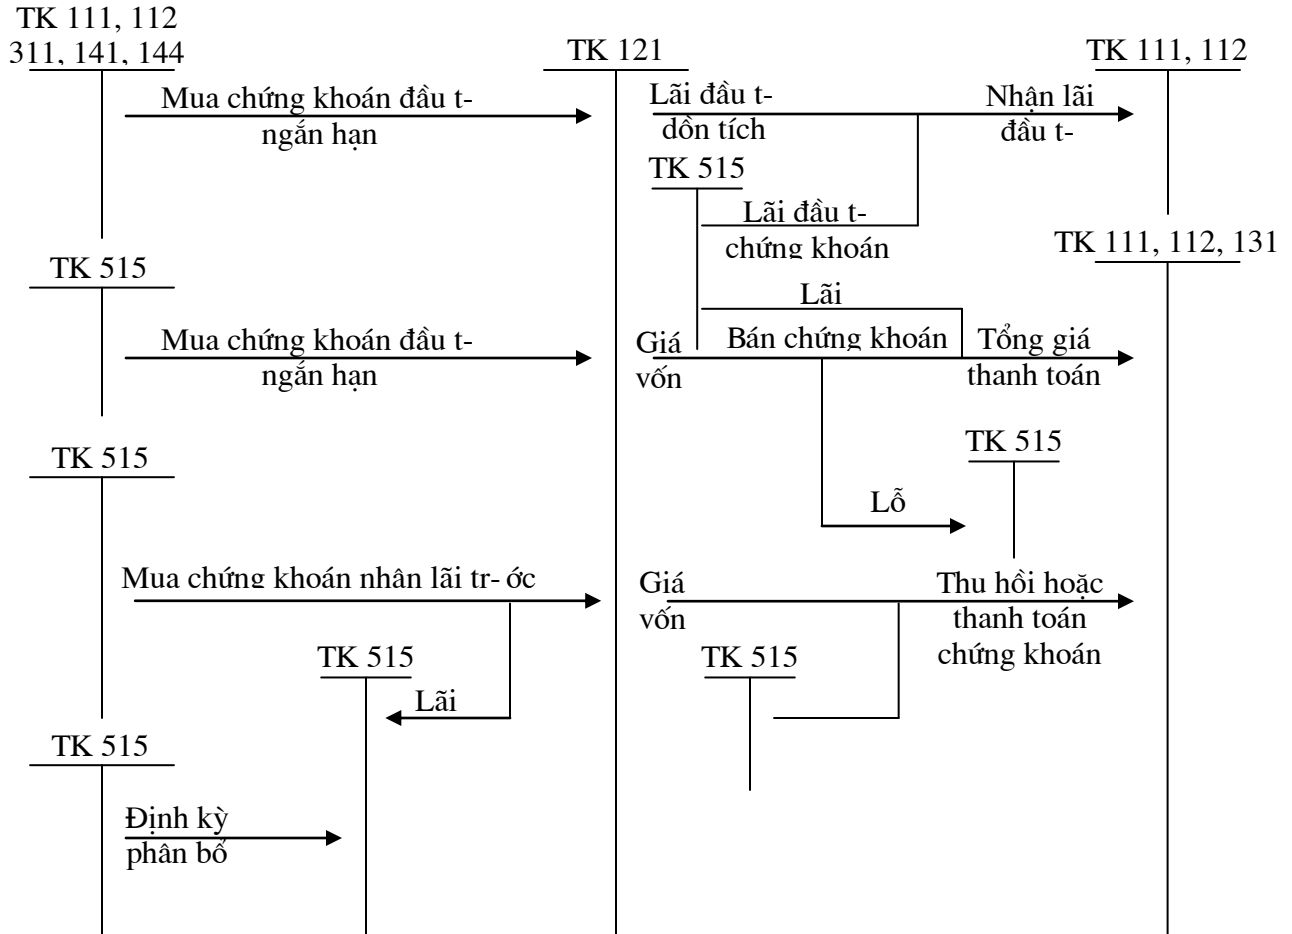 TK 111, 112
311, 141, 144
TK 121
TK 111, 112
Mua chứng khoán đầu t-
ngắn hạn
Lãi đầu t-
dồn tích
Nhận lãi
đầu t-
TK 515
Lãi đầu t-
chứng khoán
TK 111, 112, 131
TK 515
Lãi
Mua chứng khoán đầu t-
ngắn hạn
Giá
vốn
Bán chứng khoán
Tổng giá
thanh toán
TK 515
TK 515
Lỗ
Mua chứng khoán nhân lãi tr- ớc
Giá
vốn
Thu hồi hoặc
thanh toán
chứng khoán
TK 515
TK 515
Lãi
TK 515
Định kỳ
phân bổ